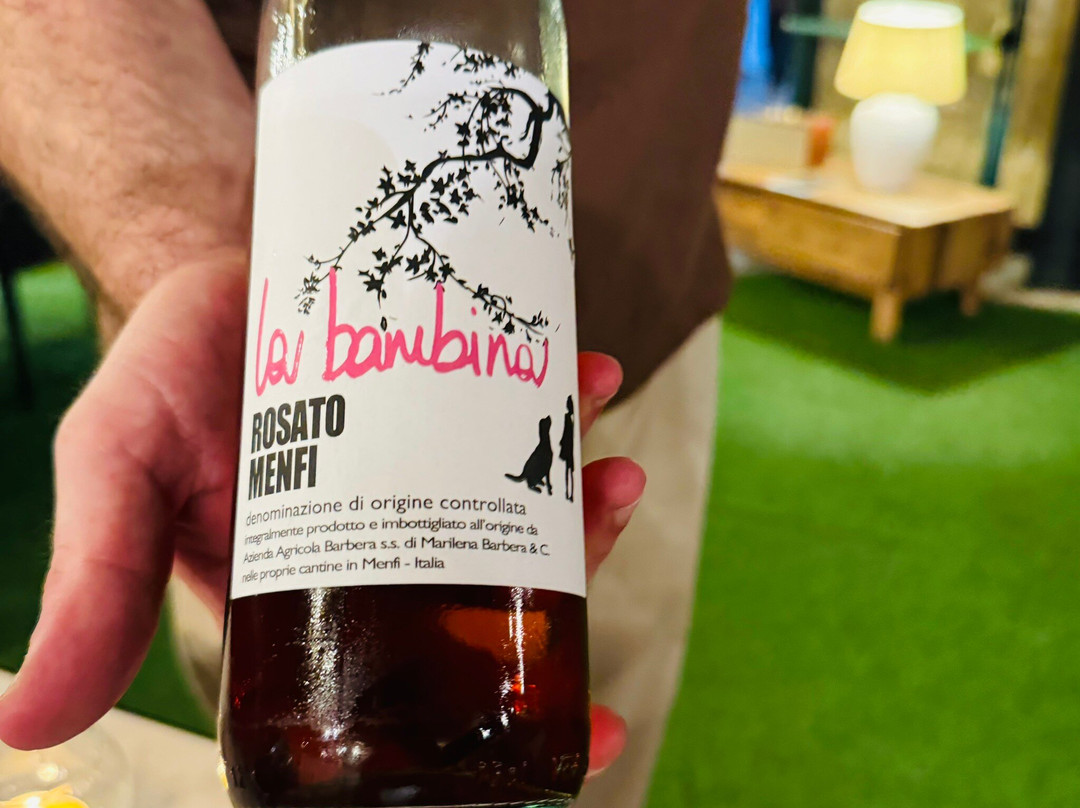 la bambina
ROSATO
MENFI
denominazione di origine controllata
integralmente prodotto e imbottigliato all'origine da
Azienda Agricola Barbera s.s. di Marilena Barbera & C.
nelle proprie cantine in Menfi - Italia